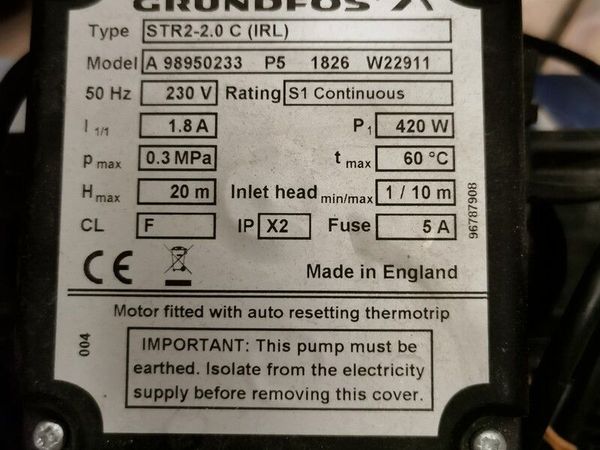 GRUNDFOS
Type STR2-2.0 C (IRL)
Model A 98950233 P5 1826 W22911
50 Hz 230 V Rating S1 Continuous
I 1/1 1.8 A P1 420 W
p max 0.3 MPa t max 60 °C
H max 20 m Inlet head min/max 1 / 10 m
CL F IP X2 Fuse 5 A
96787908
CE
Made in England
Motor fitted with auto resetting thermotrip
004
IMPORTANT: This pump must be
earthed. Isolate from the electricity
supply before removing this cover.